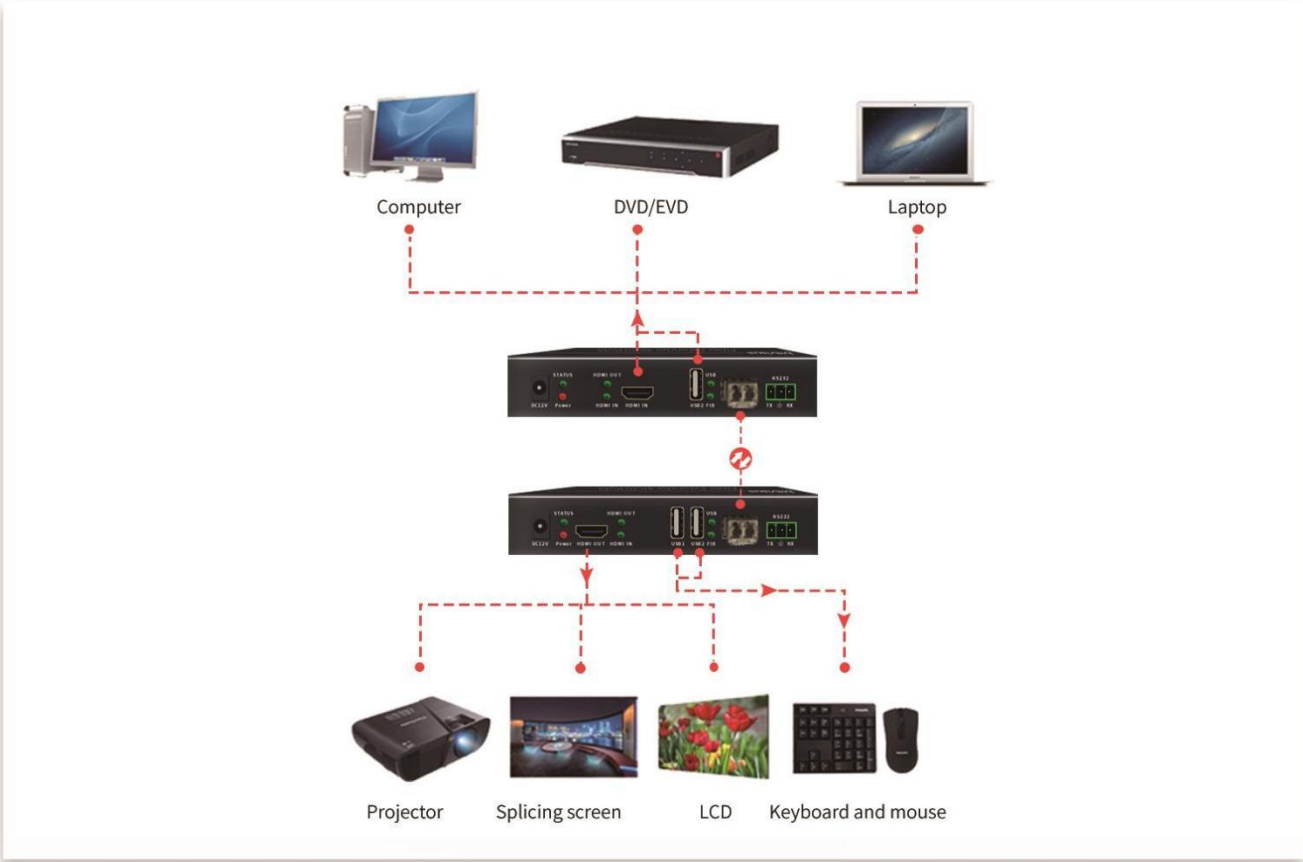 Computer DVD/EVD Laptop
STATUS HDMI OUT USB RS232
DC12V Power HDMI IN HDMI IN USB2 FIB TX RX
STATUS HDMI OUT USB RS232
DC12V Power HDMI OUT HDMI IN USB1 USB2 FIB TX RX
Projector Splicing screen LCD Keyboard and mouse